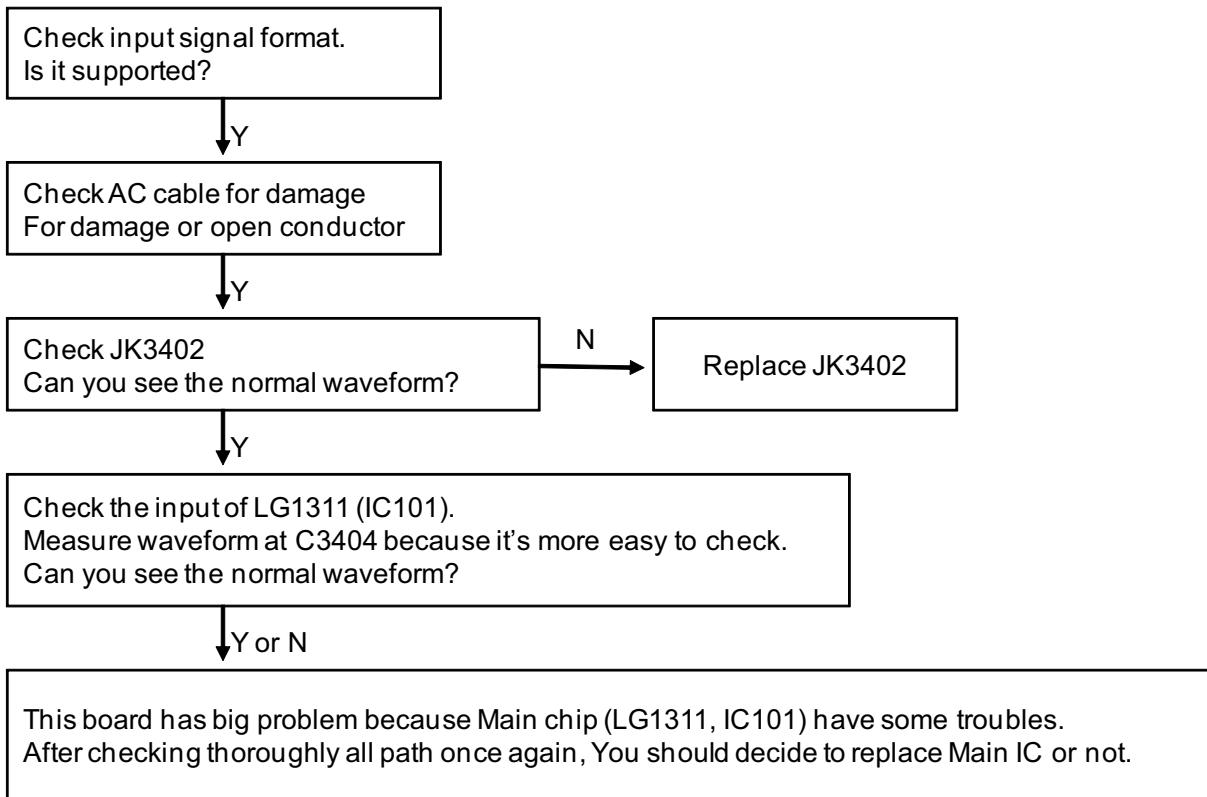 Check input signal format.
Is it supported?
Y
Check AC cable for damage
For damage or open conductor
Y
Check JK3402
Can you see the normal waveform?
N
Replace JK3402
Y
Check the input of LG1311 (IC101).
Measure waveform at C3404 because it's more easy to check.
Can you see the normal waveform?
Y or N
This board has big problem because Main chip (LG1311, IC101) have some troubles.
After checking thoroughly all path once again, You should decide to replace Main IC or not.